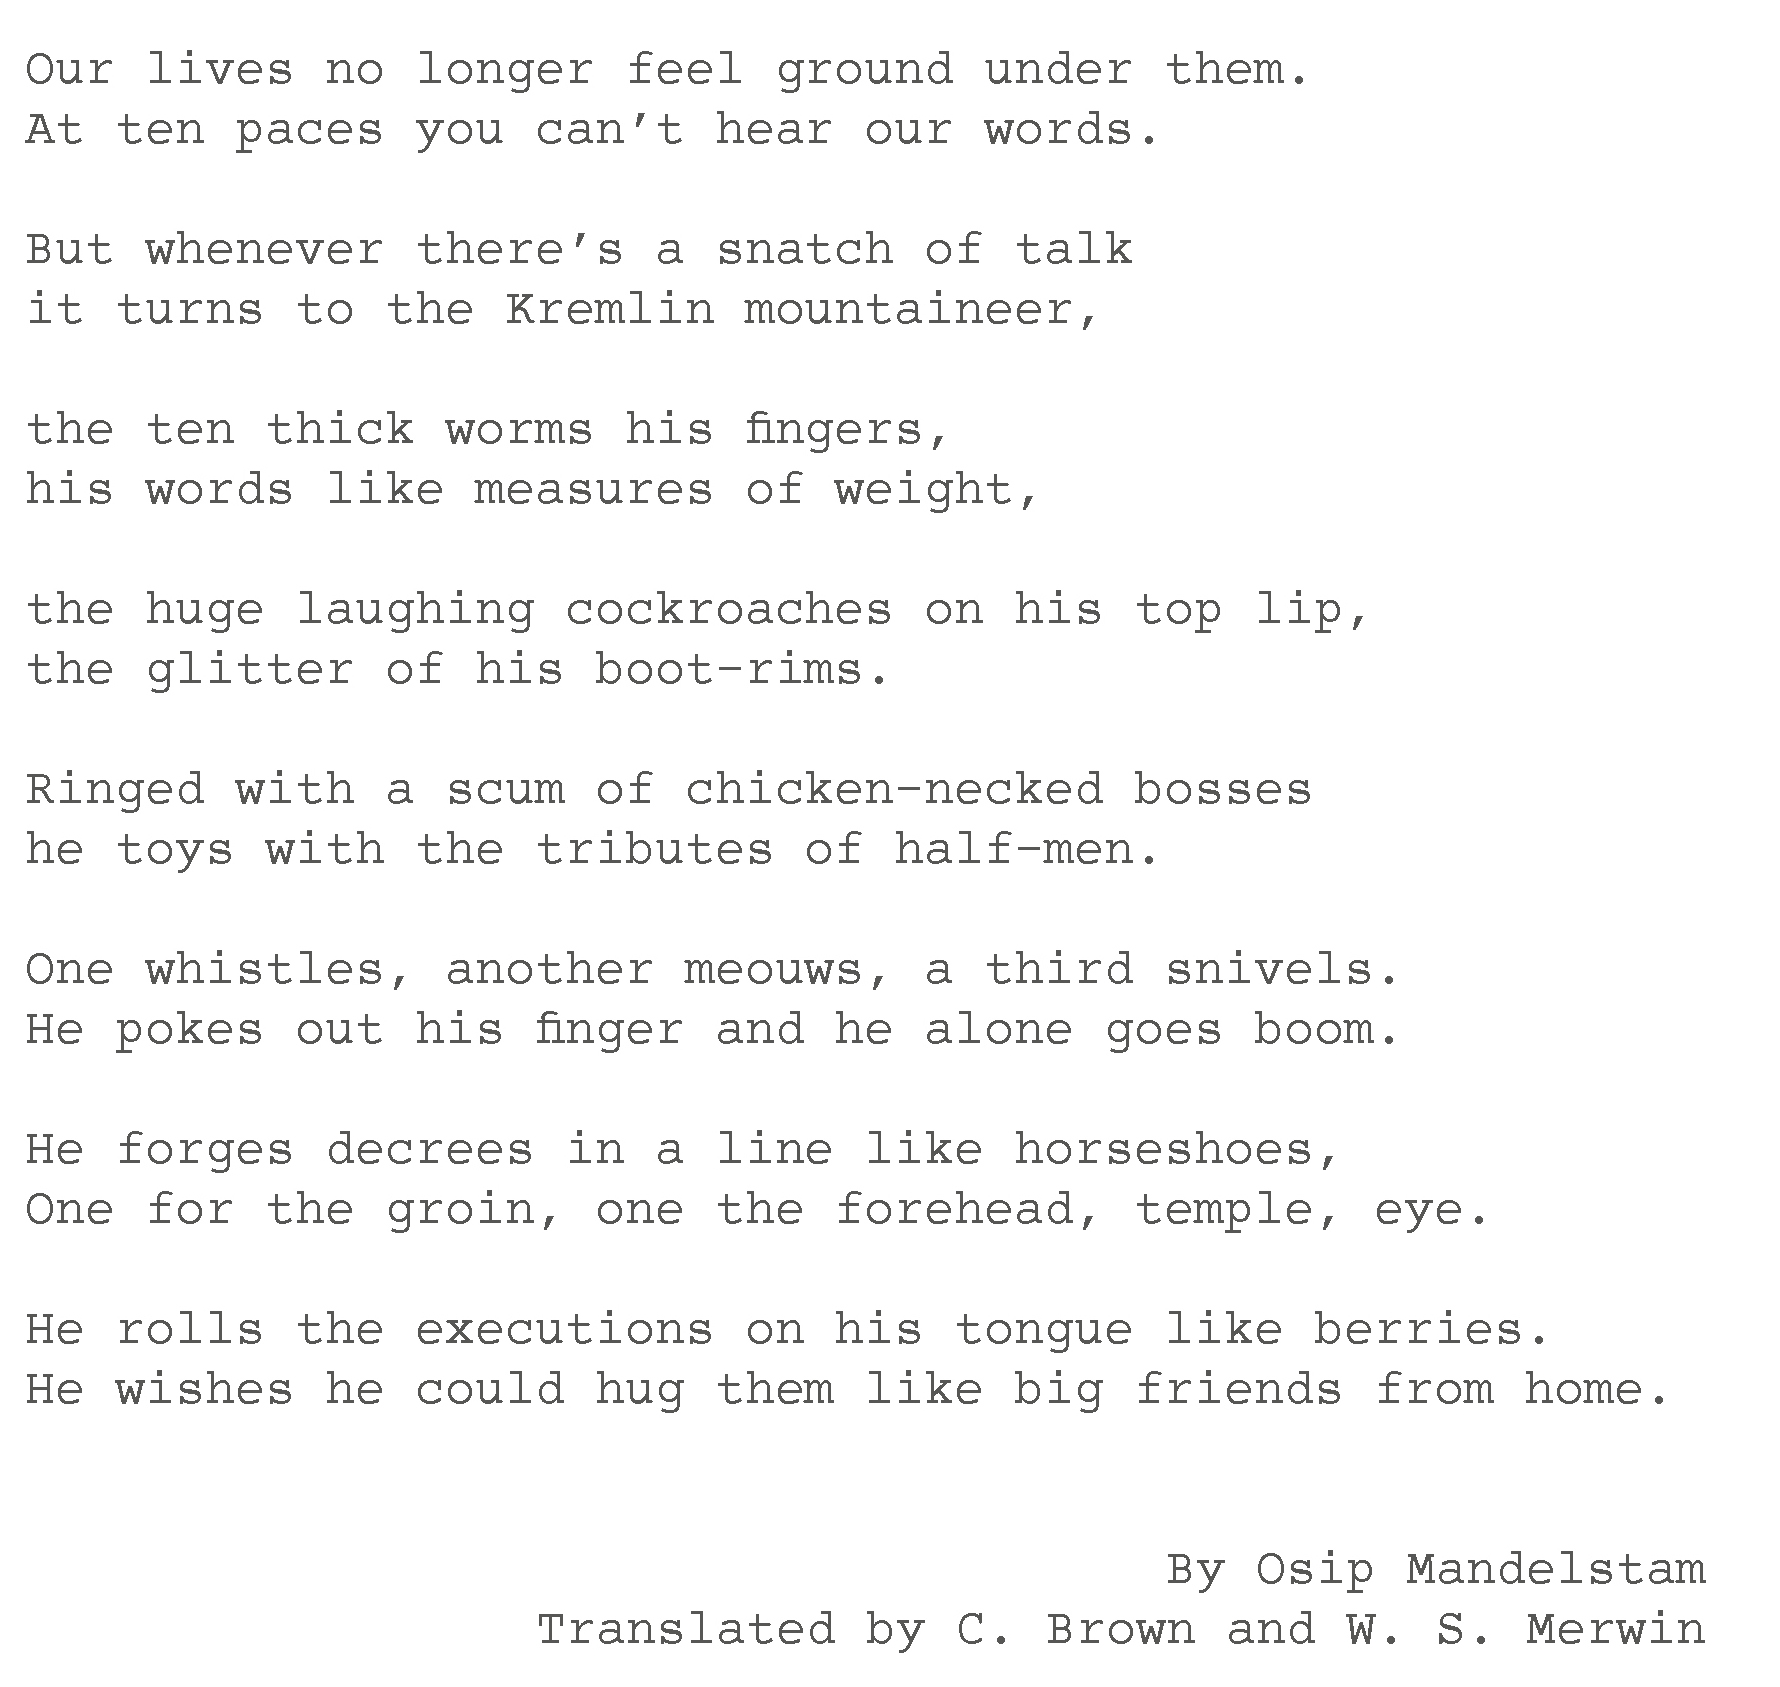 Our lives no longer feel ground under them.
At ten paces you can’t hear our words.
But whenever there’s a snatch of talk
it turns to the Kremlin mountaineer,
the ten thick worms his fingers,
his words like measures of weight,
the huge laughing cockroaches on his top lip,
the glitter of his boot-rims.
Ringed with a scum of chicken-necked bosses
he toys with the tributes of half-men.
One whistles, another meouws, a third snivels.
He pokes out his finger and he alone goes boom.
He forges decrees in a line like horseshoes,
One for the groin, one the forehead, temple, eye.
He rolls the executions on his tongue like berries.
He wishes he could hug them like big friends from home.
By Osip Mandelstam
Translated by C. Brown and W. S. Merwin